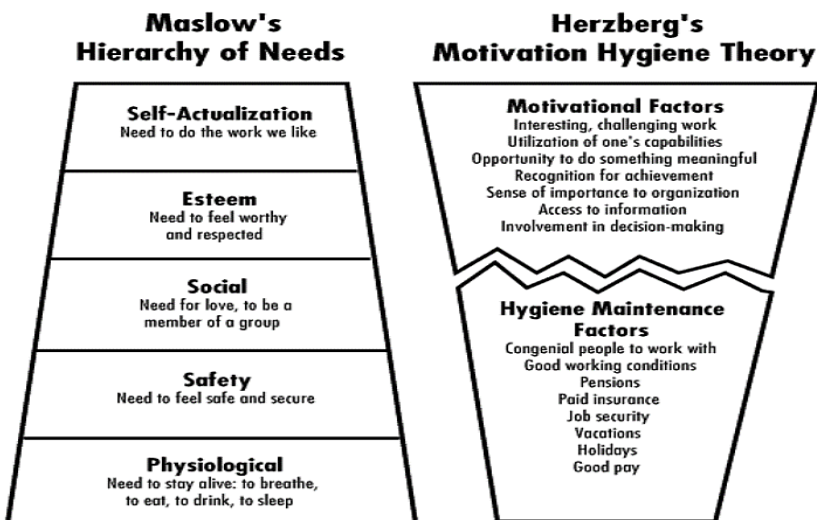 Maslow's
Hierarchy of Needs
Self-Actualization
Need to do the work we like
Esteem
Need to feel worthy
and respected
Social
Need for love, to be a
member of a group
Safety
Need to feel safe and secure
Physiological
Need to stay alive: to breathe,
to eat, to drink, to sleep
Herzberg's
Motivation Hygiene Theory
Motivational Factors
Interesting, challenging work
Utilization of one's capabilities
Opportunity to do something meaningful
Recognition for achievement
Sense of importance to organization
Access to information
Involvement in decision-making
Hygiene Maintenance
Factors
Congenial people to work with
Good working conditions
Pensions
Paid insurance
Job security
Vacations
Holidays
Good pay